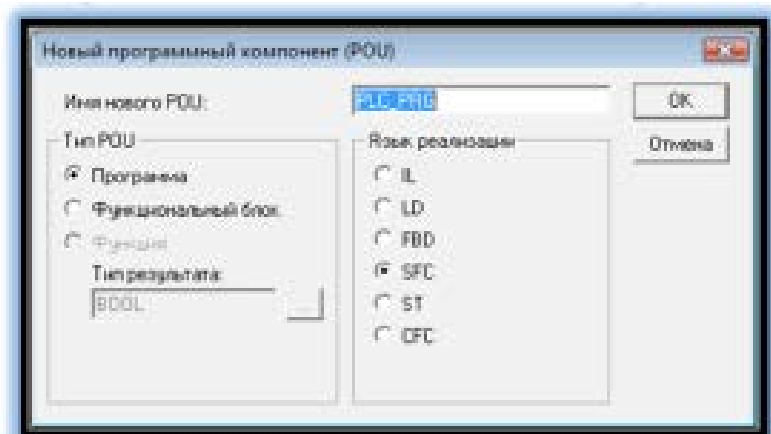 Новый программный компонент (POU)
Имя нового POU:
PLC_PRG
OK
Отмена
Тип POU
Программа
Функциональный блок
Функция
Тип результата:
BOOL
...
Язык реализации
IL
LD
FBD
SFC
ST
CFC